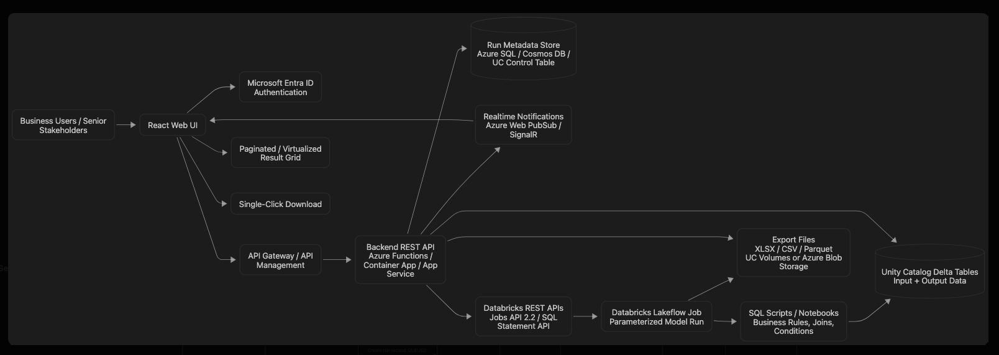 Run Metadata Store
Azure SQL / Cosmos DB /
UC Control Table
Microsoft Entra ID
Authentication
Business Users / Senior
Stakeholders
React Web UI
Realtime Notifications
Azure Web PubSub /
SignalR
Paginated / Virtualized
Result Grid
Single-Click Download
API Gateway / API
Management
Backend REST API
Azure Functions /
Container App / App
Service
Export Files
XLSX / CSV / Parquet
UC Volumes or Azure Blob
Storage
Unity Catalog Delta Tables
Input + Output Data
Databricks REST APIs
Jobs API 2.2 / SQL
Statement API
Databricks Lakeflow Job
Parameterized Model Run
SQL Scripts / Notebooks
Business Rules, Joins,
Conditions